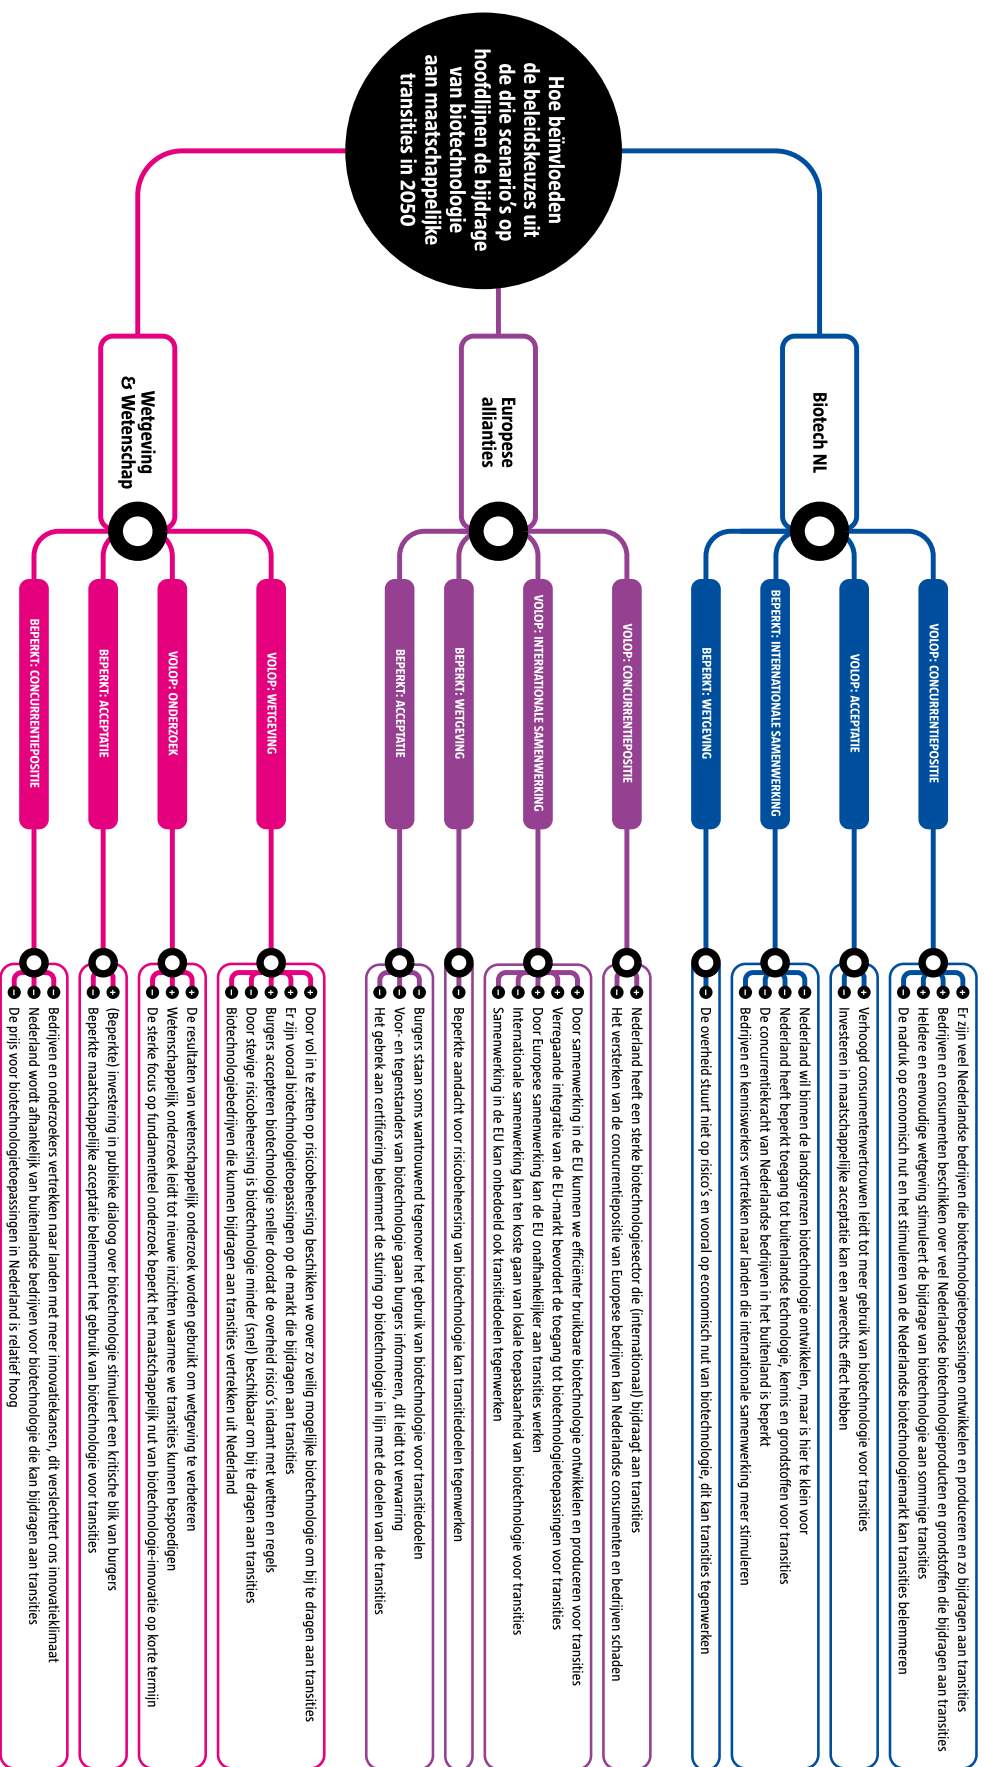 Hoe beïnvloeden
de beleidskeuzes uit
de drie scenario's op
hoofdlijnen de bijdrage
van biotechnologie
aan maatschappelijke
transities in 2050
Biotech NL
VOLOP: CONCURRENTIEPOSITIE
+ Er zijn veel Nederlandse bedrijven die biotechnologietoepassingen ontwikkelen en produceren en zo bijdragen aan transities
+ Bedrijven en consumenten beschikken over veel Nederlandse biotechnologieproducten en grondstoffen die bijdragen aan transities
+ Heldere en eenvoudige wetgeving stimuleert de bijdrage van biotechnologie aan sommige transities
− De nadruk op economisch nut en het stimuleren van de Nederlandse biotechnologiemarkt kan transities belemmeren
VOLOP: ACCEPTATIE
+ Verhoogd consumentenvertrouwen leidt tot meer gebruik van biotechnologie voor transities
− Investeren in maatschappelijke acceptatie kan een averechts effect hebben
BEPERKT: INTERNATIONALE SAMENWERKING
− Nederland wil binnen de landsgrenzen biotechnologie ontwikkelen, maar is hier te klein voor
− Nederland heeft beperkt toegang tot buitenlandse technologie, kennis en grondstoffen voor transities
− De concurrentiekracht van Nederlandse bedrijven in het buitenland is beperkt
− Bedrijven en kenniswerkers vertrekken naar landen die internationale samenwerking meer stimuleren
BEPERKT: WETGEVING
− De overheid stuurt niet op risico's en vooral op economisch nut van biotechnologie, dit kan transities tegenwerken
Europese
allianties
VOLOP: CONCURRENTIEPOSITIE
+ Nederland heeft een sterke biotechnologiesector die (internationaal) bijdraagt aan transities
− Het versterken van de concurrentiepositie van Europese bedrijven kan Nederlandse consumenten en bedrijven schaden
VOLOP: INTERNATIONALE SAMENWERKING
+ Door samenwerking in de EU kunnen we efficiënter bruikbare biotechnologie ontwikkelen en produceren voor transities
+ Verregaande integratie van de EU-markt bevordert de toegang tot biotechnologietoepassingen voor transities
+ Door Europese samenwerking kan de EU onafhankelijker aan transities werken
− Internationale samenwerking kan ten koste gaan van lokale toepasbaarheid van biotechnologie voor transities
− Samenwerking in de EU kan onbedoeld ook transitiedoelen tegenwerken
BEPERKT: WETGEVING
− Beperkte aandacht voor risicobeheersing van biotechnologie kan transitiedoelen tegenwerken
BEPERKT: ACCEPTATIE
− Burgers staan soms wantrouwend tegenover het gebruik van biotechnologie voor transitiedoelen
− Voor- en tegenstanders van biotechnologie gaan burgers informeren, dit leidt tot verwarring
− Het gebrek aan certificering belemmert de sturing op biotechnologie in lijn met de doelen van de transities
Wetgeving
& Wetenschap
VOLOP: WETGEVING
+ Door vol in te zetten op risicobeheersing beschikken we over zo veilig mogelijke biotechnologie om bij te dragen aan transities
+ Er zijn vooral biotechnologietoepassingen op de markt die bijdragen aan transities
+ Burgers accepteren biotechnologie sneller doordat de overheid risico's indamt met wetten en regels
− Door stevige risicobeheersing is biotechnologie minder (snel) beschikbaar om bij te dragen aan transities
− Biotechnologiebedrijven die kunnen bijdragen aan transities vertrekken uit Nederland
VOLOP: ONDERZOEK
+ De resultaten van wetenschappelijk onderzoek worden gebruikt om wetgeving te verbeteren
+ Wetenschappelijk onderzoek leidt tot nieuwe inzichten waarmee we transities kunnen bespoedigen
− De sterke focus op fundamenteel onderzoek beperkt het maatschappelijk nut van biotechnologie-innovatie op korte termijn
BEPERKT: ACCEPTATIE
+ (Beperkte) investering in publieke dialoog over biotechnologie stimuleert een kritische blik van burgers
− Beperkte maatschappelijke acceptatie belemmert het gebruik van biotechnologie voor transities
BEPERKT: CONCURRENTIEPOSITIE
− Bedrijven en onderzoekers vertrekken naar landen met meer innovatiekansen, dit verslechtert ons innovatieklimaat
− Nederland wordt afhankelijk van buitenlandse bedrijven voor biotechnologie die kan bijdragen aan transities
− De prijs voor biotechnologietoepassingen in Nederland is relatief hoog